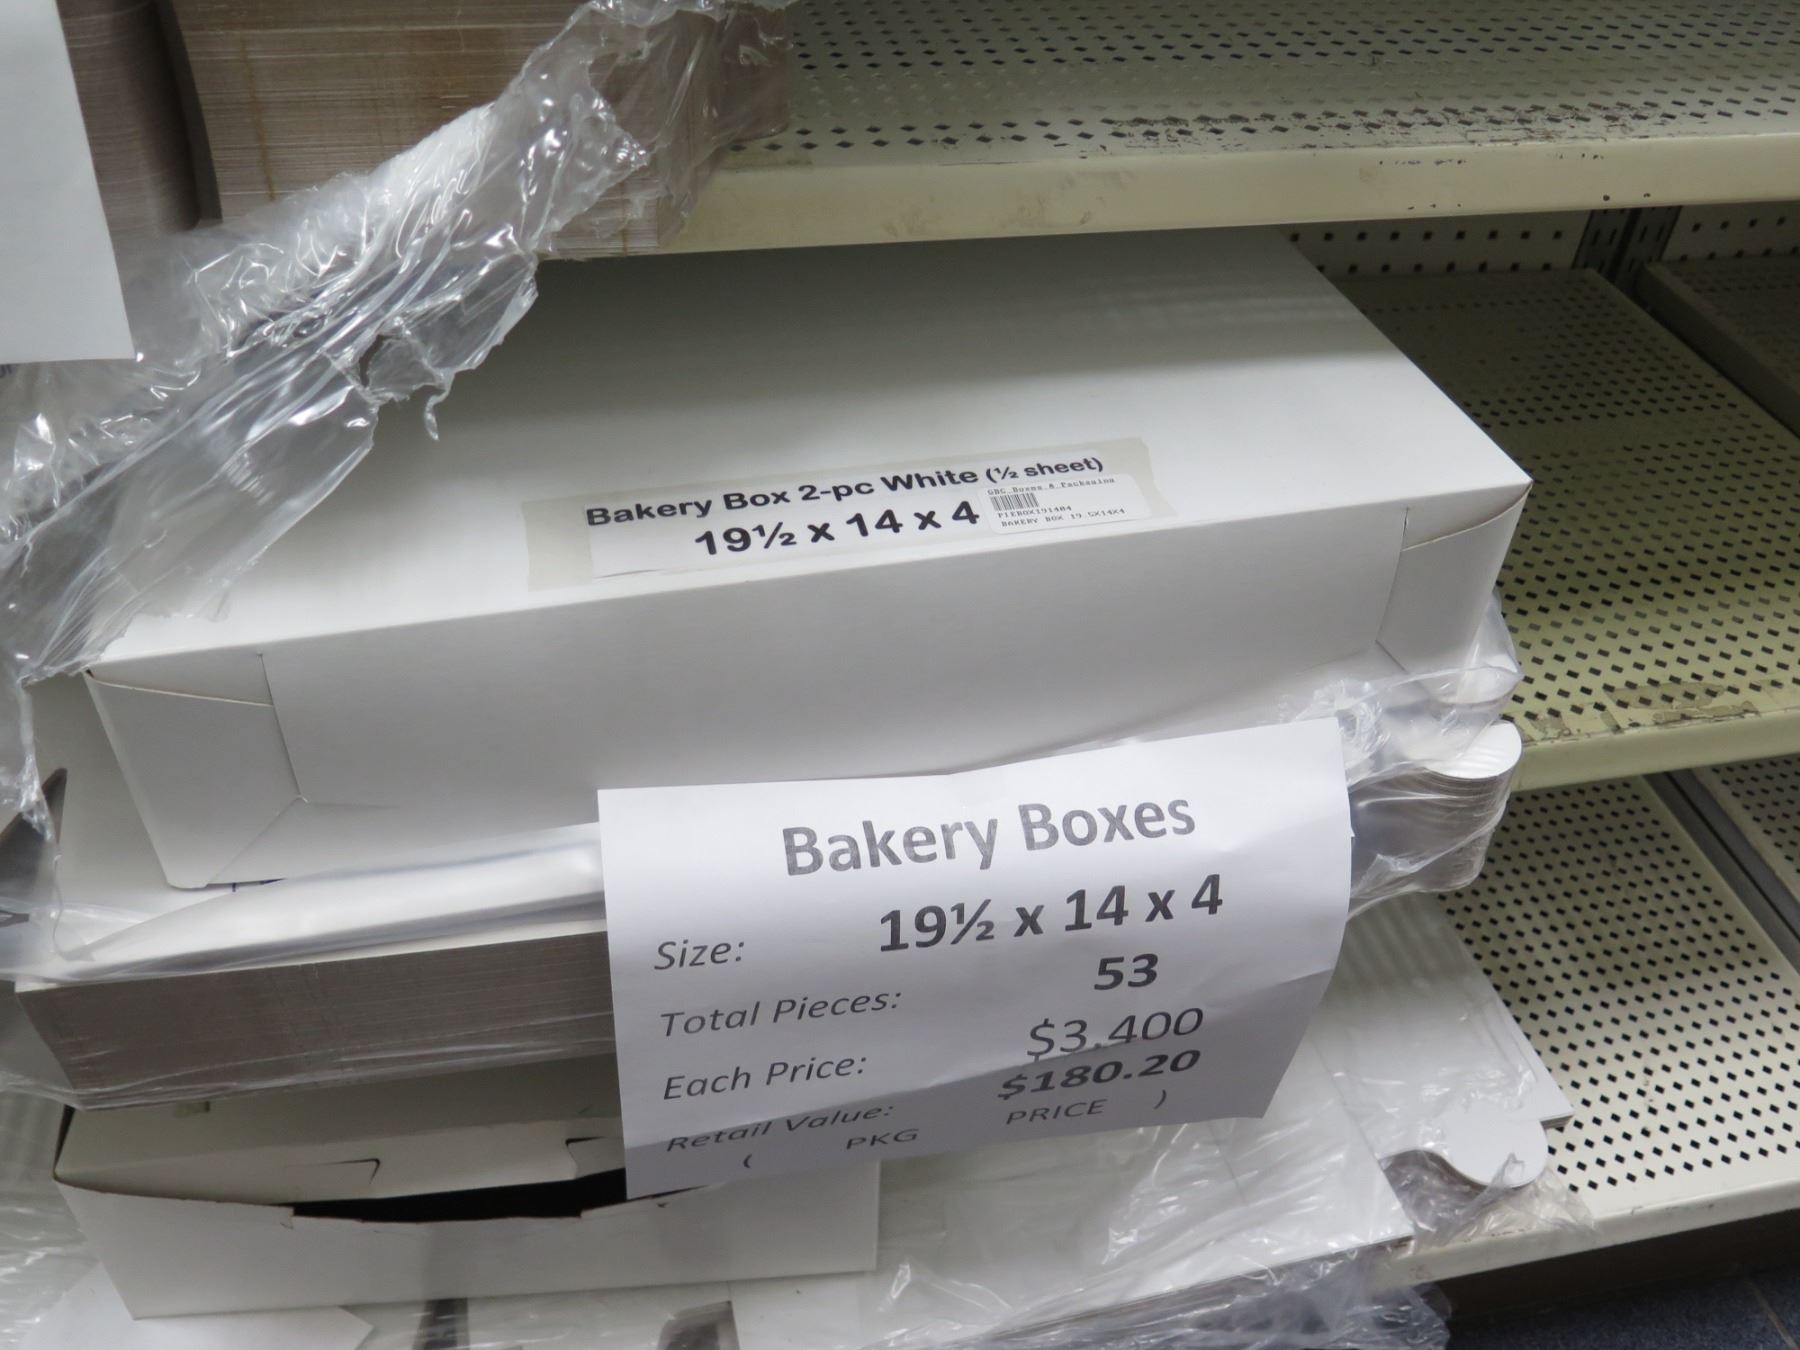 Bakery Box 2-pc White (½ sheet)
19½ x 14 x 4
GBC Boxes & Packaging
PIEBOX191404
BAKERY BOX 19.5X14X4
Bakery Boxes
Size: 19½ x 14 x 4
Total Pieces: 53
Each Price: $3.400
Retail Value: $180.20
( PKG PRICE )